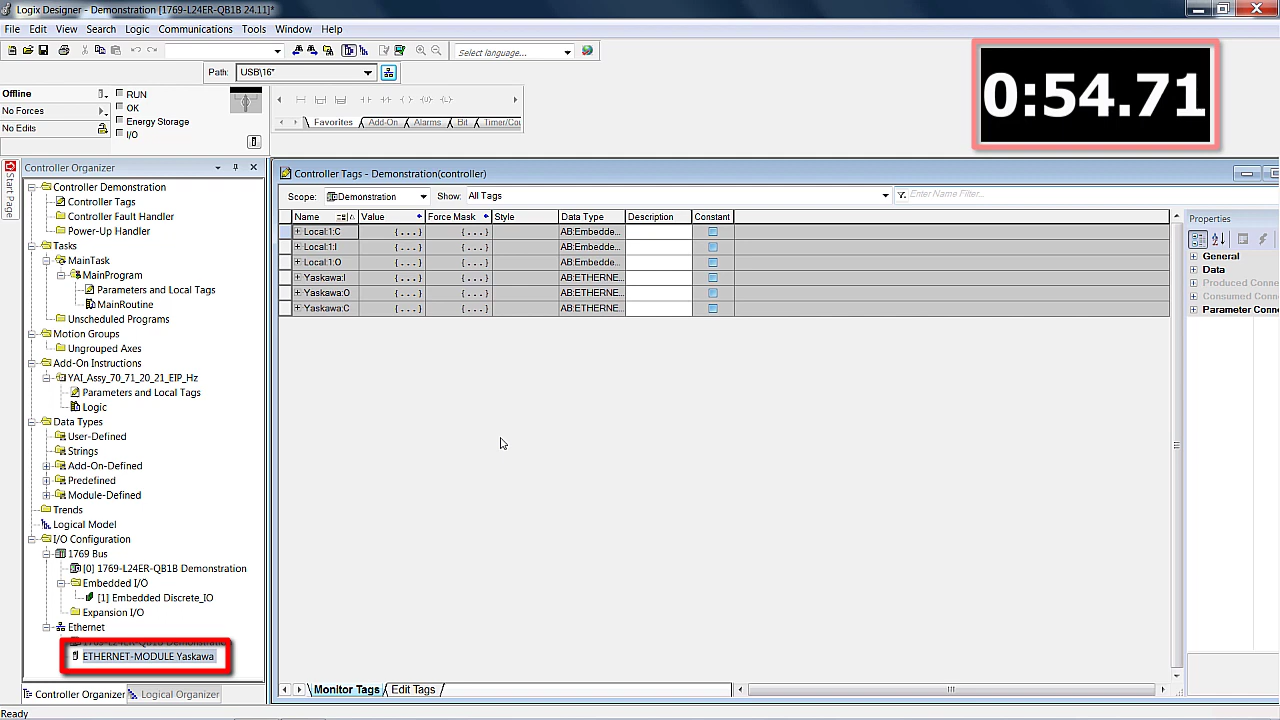 Logix Designer - Demonstration [1769-L24ER-QB1B 24.11]*
File Edit View Search Logic Communications Tools Window Help
Select language...
Path: USB\16*
0:54.71
Offline
RUN
No Forces
OK
No Edits
Energy Storage
I/O
Favorites Add-On Alarms Bit Timer/Cou
Start Page
Controller Organizer
Controller Demonstration
Controller Tags
Controller Fault Handler
Power-Up Handler
Tasks
MainTask
MainProgram
Parameters and Local Tags
MainRoutine
Unscheduled Programs
Motion Groups
Ungrouped Axes
Add-On Instructions
YAI_Assy_70_71_20_21_EIP_Hz
Parameters and Local Tags
Logic
Data Types
User-Defined
Strings
Add-On-Defined
Predefined
Module-Defined
Trends
Logical Model
I/O Configuration
1769 Bus
[0] 1769-L24ER-QB1B Demonstration
Embedded I/O
[1] Embedded Discrete_IO
Expansion I/O
Ethernet
1769-L24ER-QB1B Demonstration
ETHERNET-MODULE Yaskawa
Controller Organizer Logical Organizer
Controller Tags - Demonstration(controller)
Scope: Demonstration Show: All Tags Enter Name Filter...
Name Value Force Mask Style Data Type Description Constant
Local:1:C {...} {...} AB:Embedde...
Local:1:I {...} {...} AB:Embedde...
Local:1:O {...} {...} AB:Embedde...
Yaskawa:I {...} {...} AB:ETHERNE...
Yaskawa:O {...} {...} AB:ETHERNE...
Yaskawa:C {...} {...} AB:ETHERNE...
Monitor Tags Edit Tags
Properties
General
Data
Produced Conne
Consumed Conne
Parameter Conne
Ready